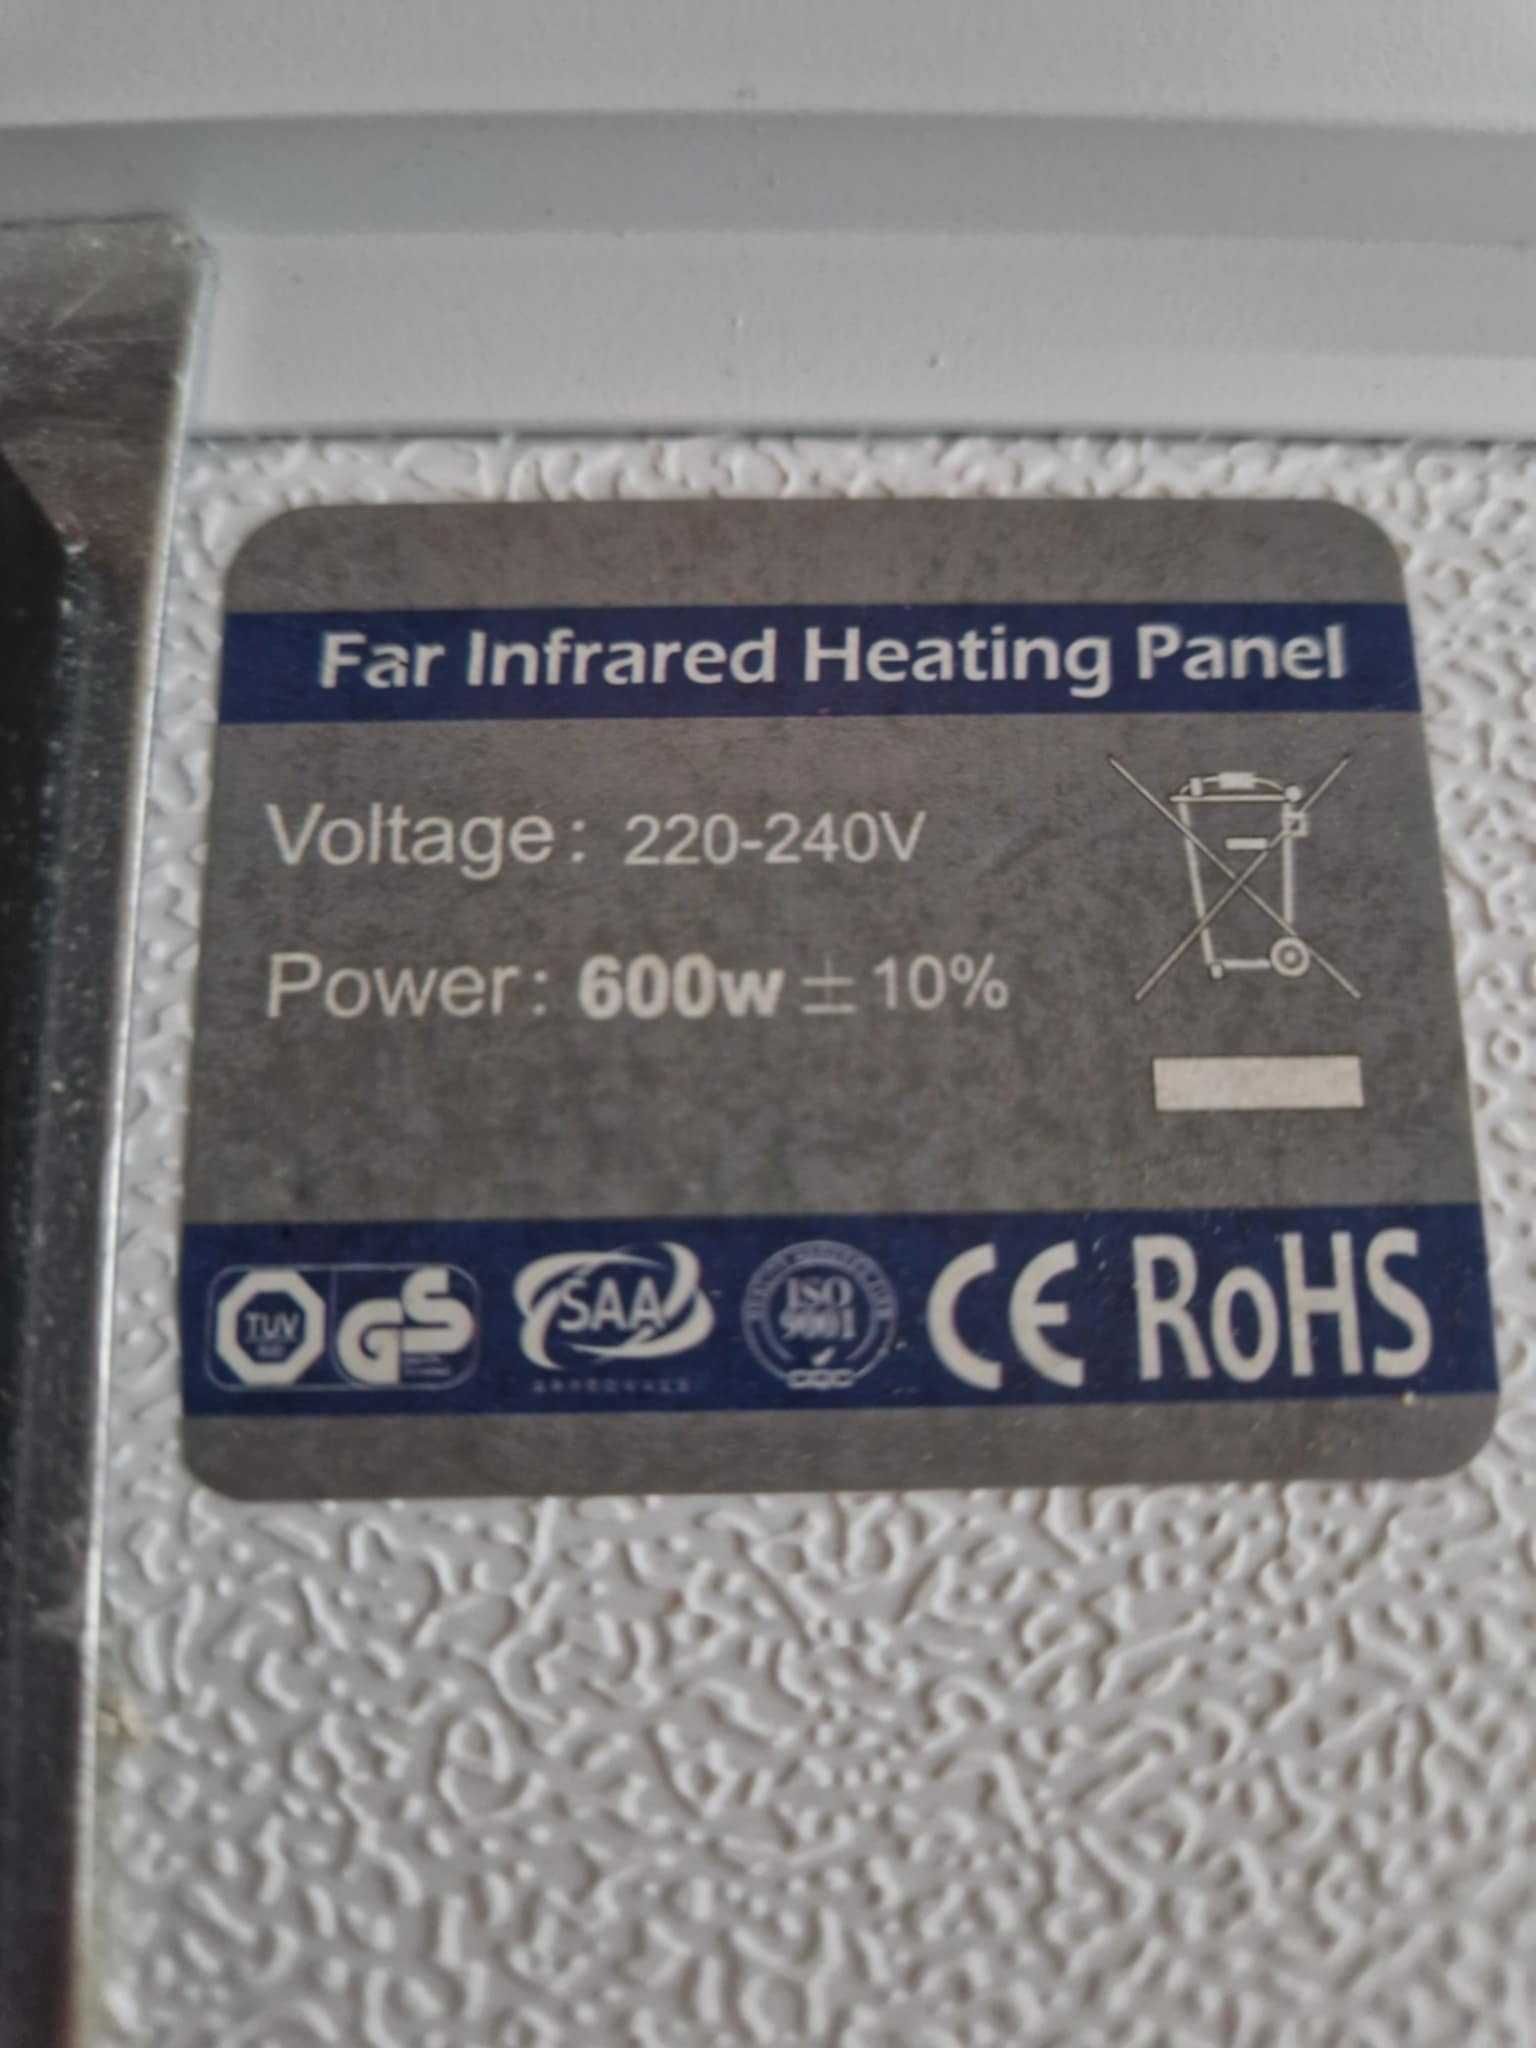 Far Infrared Heating Panel
Voltage: 220-240V
Power: 600w ± 10%
TUV GS SAA ISO 9001 CE RoHS